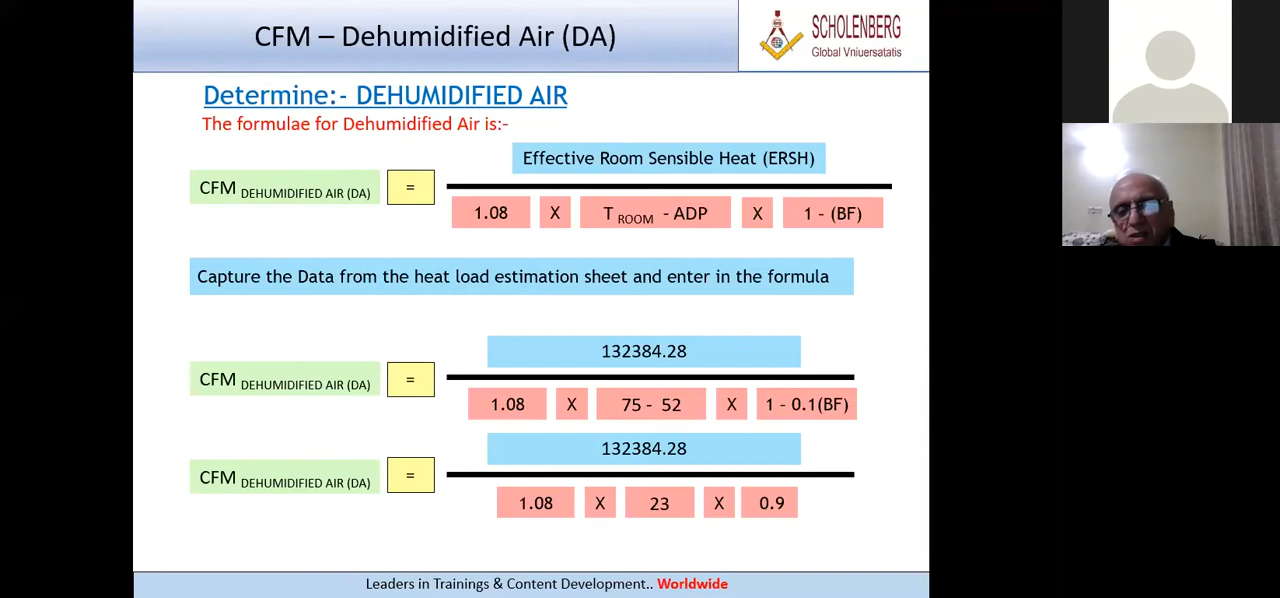 CFM – Dehumidified Air (DA)
SCHOLENBERG
Global Vniuersatatis
Determine:- DEHUMIDIFIED AIR
The formulae for Dehumidified Air is:-
Effective Room Sensible Heat (ERSH)
CFM DEHUMIDIFIED AIR (DA) =
1.08 X T ROOM - ADP X 1 - (BF)
Capture the Data from the heat load estimation sheet and enter in the formula
132384.28
CFM DEHUMIDIFIED AIR (DA) =
1.08 X 75 - 52 X 1 - 0.1(BF)
132384.28
CFM DEHUMIDIFIED AIR (DA) =
1.08 X 23 X 0.9
Leaders in Trainings & Content Development.. Worldwide